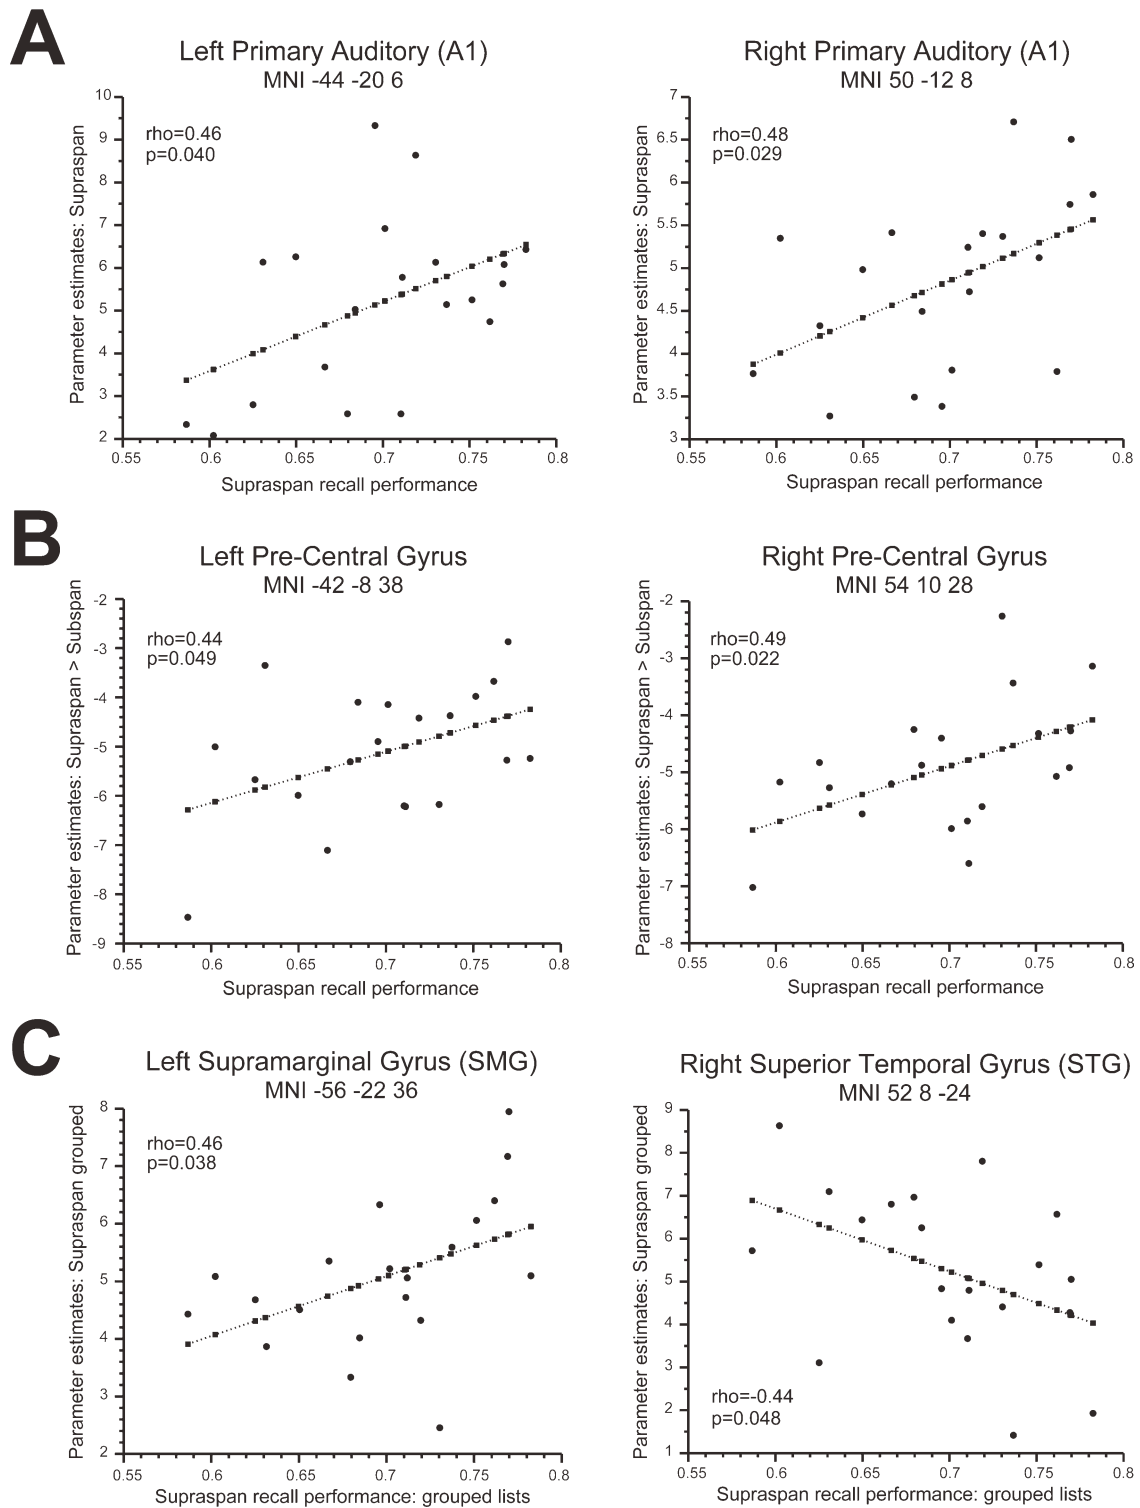 A
Left Primary Auditory (A1)
MNI -44 -20 6
Parameter estimates: Supraspan
rho=0.46
p=0.040
10
9
8
7
6
5
4
3
2
0.55 0.6 0.65 0.7 0.75 0.8
Supraspan recall performance
Right Primary Auditory (A1)
MNI 50 -12 8
Parameter estimates: Supraspan
rho=0.48
p=0.029
7
6.5
6
5.5
5
4.5
4
3.5
3
0.55 0.6 0.65 0.7 0.75 0.8
Supraspan recall performance
B
Left Pre-Central Gyrus
MNI -42 -8 38
Parameter estimates: Supraspan > Subspan
rho=0.44
p=0.049
-2
-3
-4
-5
-6
-7
-8
-9
0.55 0.6 0.65 0.7 0.75 0.8
Supraspan recall performance
Right Pre-Central Gyrus
MNI 54 10 28
Parameter estimates: Supraspan > Subspan
rho=0.49
p=0.022
-2
-3
-4
-5
-6
-7
-8
0.55 0.6 0.65 0.7 0.75 0.8
Supraspan recall performance
C
Left Supramarginal Gyrus (SMG)
MNI -56 -22 36
Parameter estimates: Supraspan grouped
rho=0.46
p=0.038
8
7
6
5
4
3
2
0.55 0.6 0.65 0.7 0.75 0.8
Supraspan recall performance: grouped lists
Right Superior Temporal Gyrus (STG)
MNI 52 8 -24
Parameter estimates: Supraspan grouped
9
8
7
6
5
4
3
2
1
rho=-0.44
p=0.048
0.55 0.6 0.65 0.7 0.75 0.8
Supraspan recall performance: grouped lists